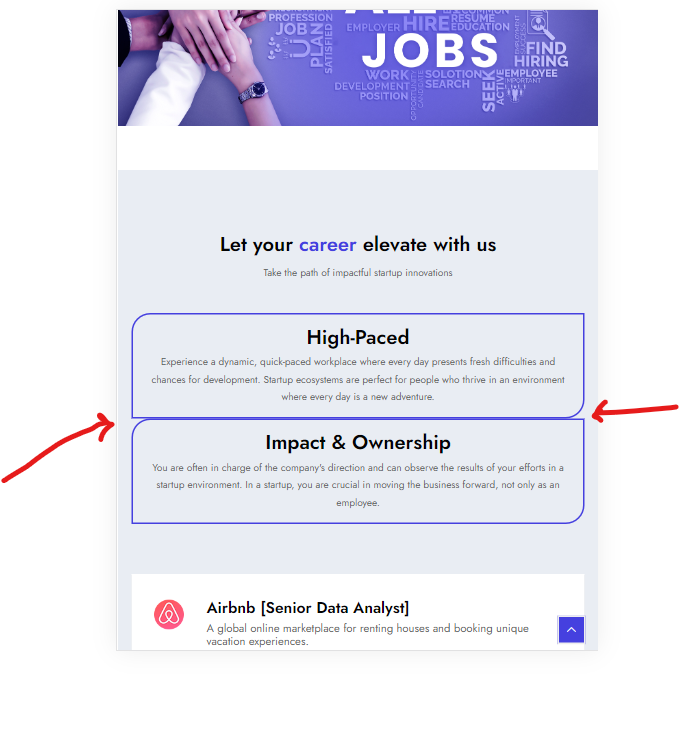 PROFESSION
JOB
PLAN
SATISFIED
EMPLOYER HIRE RESUME
EDUCATION
JOBS
FIND
HIRING
WORK SOLUTION EMPLOYEE
DEVELOPMENT SEARCH
POSITION
OPPORTUNITY
SEEK
ACTIVE
Let your career elevate with us
Take the path of impactful startup innovations
High-Paced
Experience a dynamic, quick-paced workplace where every day presents fresh difficulties and
chances for development. Startup ecosystems are perfect for people who thrive in an environment
where every day is a new adventure.
Impact & Ownership
You are often in charge of the company's direction and can observe the results of your efforts in a
startup environment. In a startup, you are crucial in moving the business forward, not only as an
employee.
Airbnb [Senior Data Analyst]
A global online marketplace for renting houses and booking unique
vacation experiences.